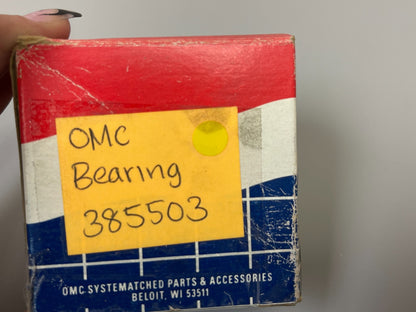 OMC
Bearing
385503
OMC SYSTEMATCHED PARTS & ACCESSORIES
BELOIT, WI 53511